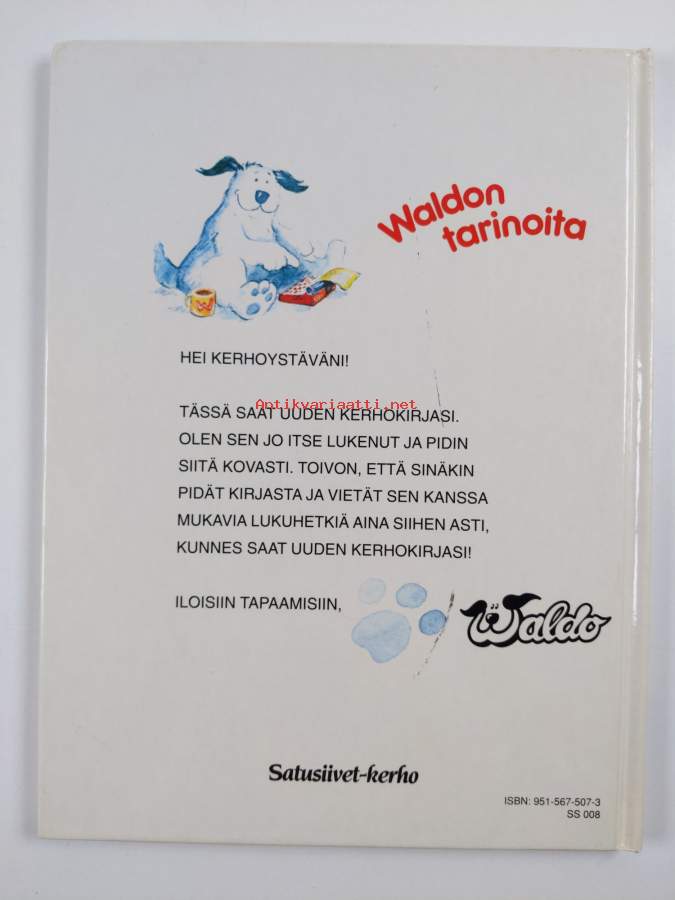 Waldon
tarinoita
HEI KERHOYSTÄVÄNI!
Antikvariaatti.net
TÄSSÄ SAAT UUDEN KERHOKIRJASI.
OLEN SEN JO ITSE LUKENUT JA PIDIN
SIITÄ KOVASTI. TOIVON, ETTÄ SINÄKIN
PIDÄT KIRJASTA JA VIETÄT SEN KANSSA
MUKAVIA LUKUHETKIÄ AINA SIIHEN ASTI,
KUNNES SAAT UUDEN KERHOKIRJASI!
ILOISIIN TAPAAMISIIN,
Waldo
Satusiivet-kerho
ISBN: 951-567-507-3
SS 008